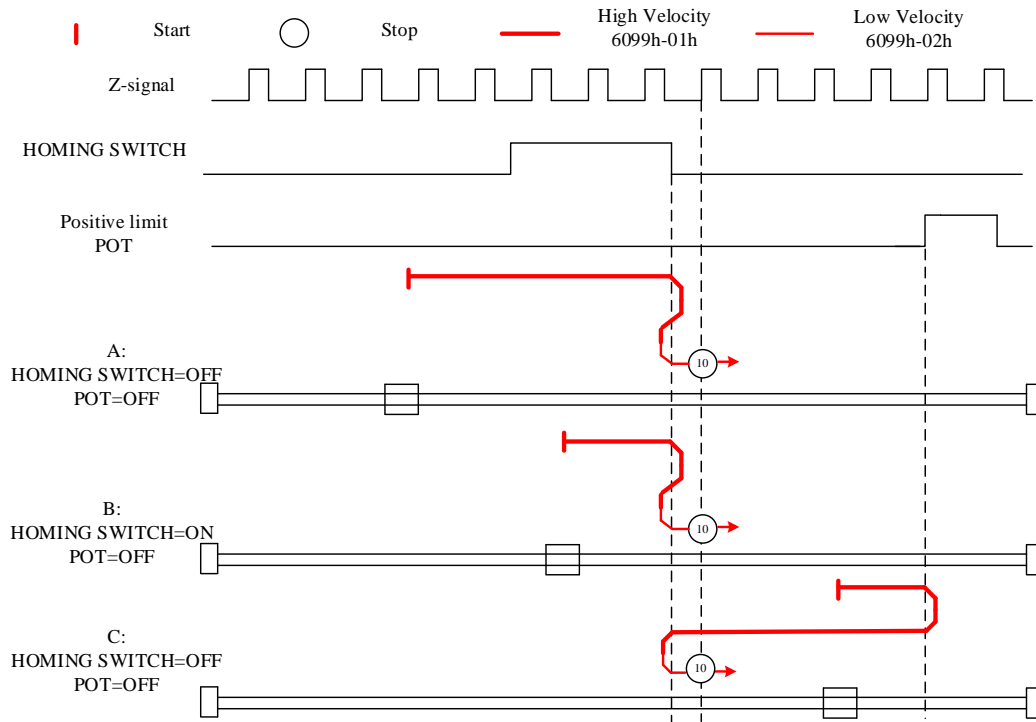 Start
Stop
High Velocity
6099h-01h
Low Velocity
6099h-02h
Z-signal
HOMING SWITCH
Positive limit
POT
A:
HOMING SWITCH=OFF
POT=OFF
10
B:
HOMING SWITCH=ON
POT=OFF
10
C:
HOMING SWITCH=OFF
POT=OFF
10